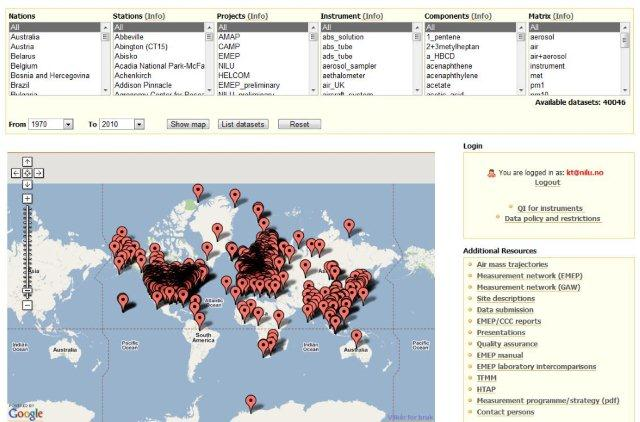 Nations
All
Australia
Austria
Belarus
Belgium
Bosnia and Hercegovina
Brazil
Bulgaria
Stations (Info)
All
Abbeville
Abington (CT15)
Abisko
Acadia National Park-McFa
Achenkirch
Addison Pinnacle
Agronomy Center for Resea
Projects (Info)
All
AMAP
CAMP
EMEP
NILU
HELCOM
EMEP_preliminary
NILU_preliminary
Instrument (Info)
All
abs_solution
abs_tube
ads_tube
aerosol_sampler
aethalometer
air_UK
aircraft_system
Components (Info)
All
1_pentene
2+3metylheptan
a_HBCD
acenaphthene
acenaphthylene
acetate
acetic_acid
Matrix (Info)
All
aerosol
air
air+aerosol
instrument
met
pm1
pm10
Available datasets: 40046
From 1970 To 2010 Show map List datasets Reset
Login
You are logged in as: kt@nilu.no
Logout
QI for instruments
Data policy and restrictions
Additional Resources
Air mass trajectories
Measurement network (EMEP)
Measurement network (GAW)
Site descriptions
Data submission
EMEP/CCC reports
Presentations
Quality assurance
EMEP manual
EMEP laboratory intercomparisons
TFMM
HTAP
Measurement programme/strategy (pdf)
Contact persons
Asia
Indian Ocean
Australia
Pacific Ocean
Atlantic Ocean
South America
Indian Ocean
Australia
Pacific Ocean
POWERED BY
Google
Vilkår for bruk